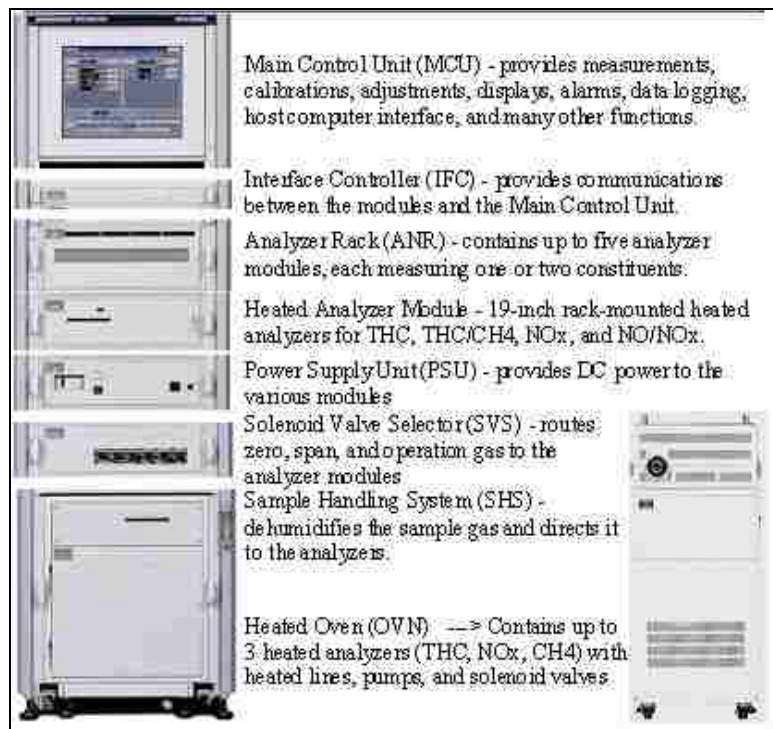 Main Control Unit (MCU) - provides measurements,
calibrations, adjustments, displays, alarms, data logging,
host computer interface, and many other functions.
Interface Controller (IFC) - provides communications
between the modules and the Main Control Unit.
Analyzer Rack (ANR) - contains up to five analyzer
modules, each measuring one or two constituents.
Heated Analyzer Module - 19-inch rack-mounted heated
analyzers for THC, THC/CH4, NOx, and NO/NOx.
Power Supply Unit (PSU) - provides DC power to the
various modules
Solenoid Valve Selector (SVS) - routes
zero, span, and operation gas to the
analyzer modules
Sample Handling System (SHS) -
dehumidifies the sample gas and directs it
to the analyzers.
Heated Oven (OVN) ---> Contains up to
3 heated analyzers (THC, NOx, CH4) with
heated lines, pumps, and solenoid valves